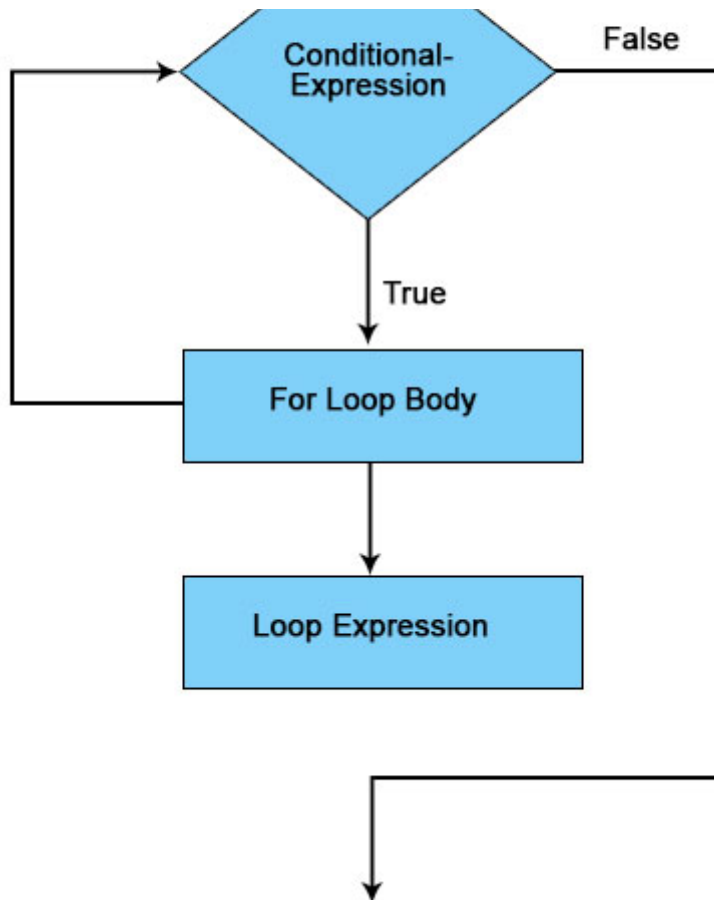 False
Conditional-
Expression
True
For Loop Body
Loop Expression